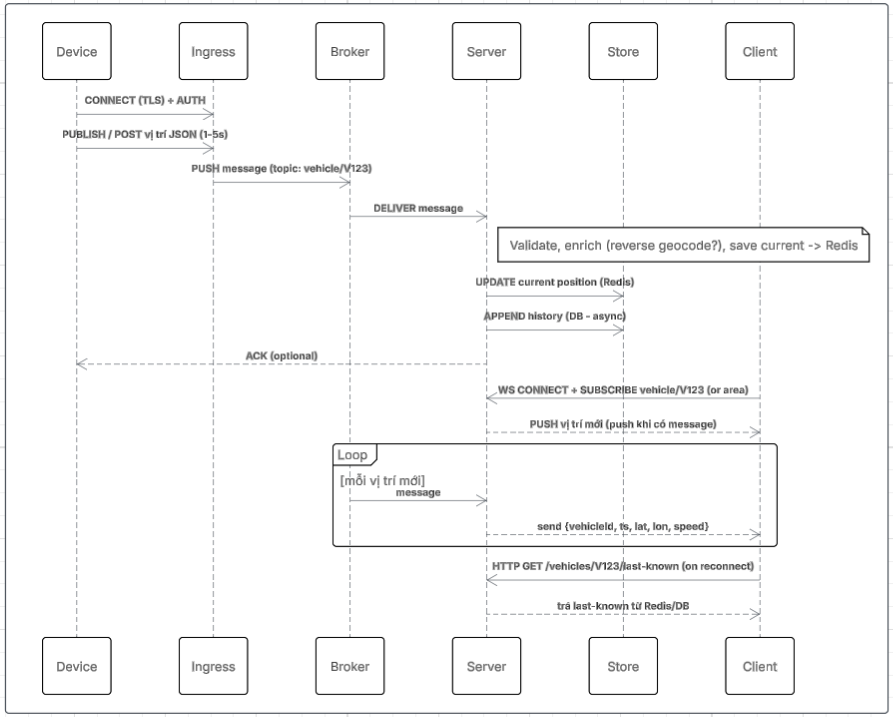 Device
Ingress
Broker
Server
Store
Client
CONNECT (TLS) + AUTH
PUBLISH / POST vị trí JSON (1-5s)
PUSH message (topic: vehicle/V123)
DELIVER message
Validate, enrich (reverse geocode?), save current -> Redis
UPDATE current position (Redis)
APPEND history (DB - async)
ACK (optional)
WS CONNECT + SUBSCRIBE vehicle/V123 (or area)
PUSH vị trí mới (push khi có message)
Loop
[mỗi vị trí mới]
message
send {vehicleId, ts, lat, lon, speed}
HTTP GET /vehicles/V123/last-known (on reconnect)
trả last-known từ Redis/DB
Device
Ingress
Broker
Server
Store
Client